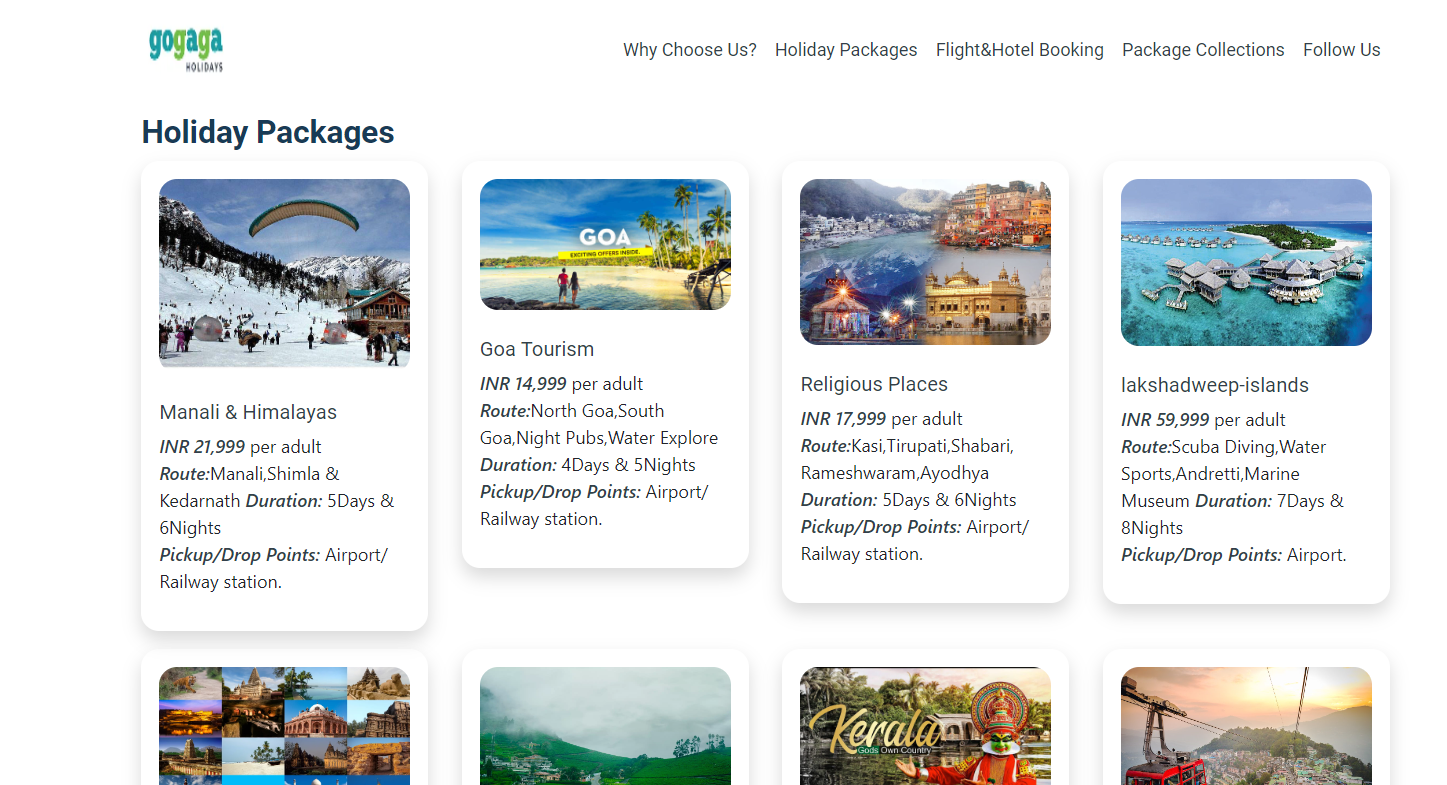 gogaga
HOLIDAYS
Why Choose Us? Holiday Packages Flight&Hotel Booking Package Collections Follow Us
Holiday Packages
Manali & Himalayas
INR 21,999 per adult
Route:Manali,Shimla &
Kedarnath Duration: 5Days &
6Nights
Pickup/Drop Points: Airport/
Railway station.
GOA
EXCITING OFFERS INSIDE.
Goa Tourism
INR 14,999 per adult
Route:North Goa,South
Goa,Night Pubs,Water Explore
Duration: 4Days & 5Nights
Pickup/Drop Points: Airport/
Railway station.
Religious Places
INR 17,999 per adult
Route:Kasi,Tirupati,Shabari,
Rameshwaram,Ayodhya
Duration: 5Days & 6Nights
Pickup/Drop Points: Airport/
Railway station.
lakshadweep-islands
INR 59,999 per adult
Route:Scuba Diving,Water
Sports,Andretti,Marine
Museum Duration: 7Days &
8Nights
Pickup/Drop Points: Airport.
Kerala
Gods Own Country